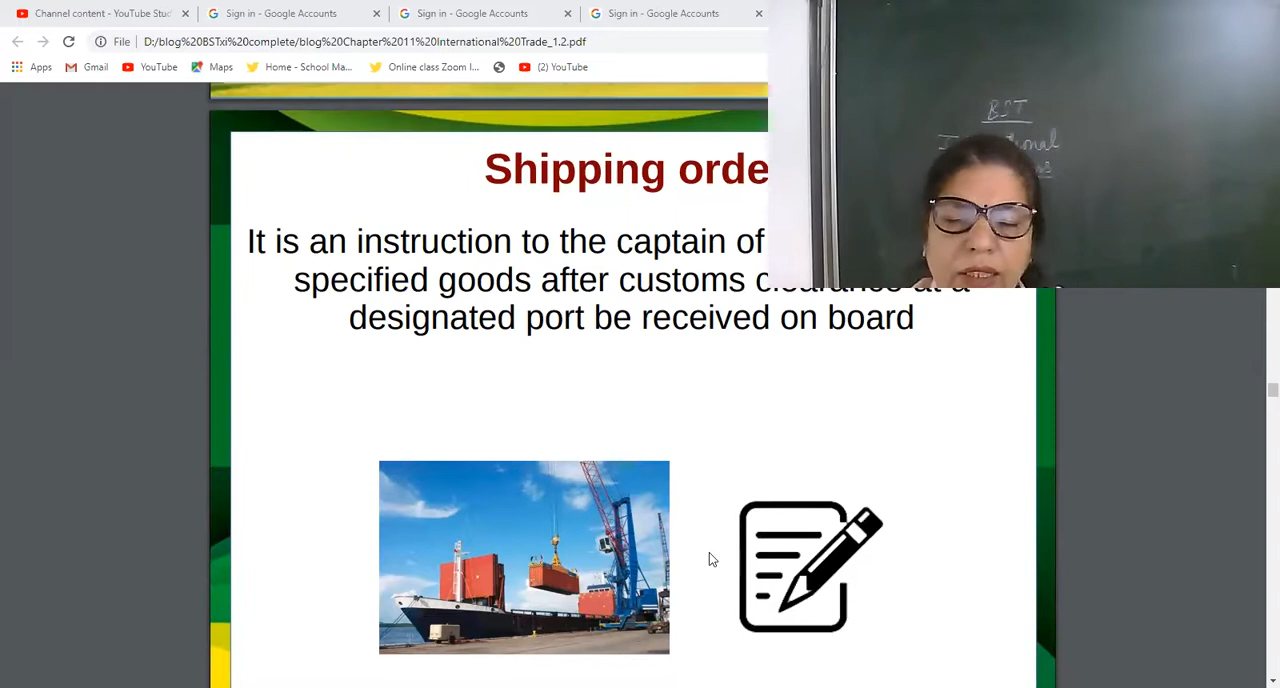 Channel content - YouTube Stud
Sign in - Google Accounts
Sign in - Google Accounts
Sign in - Google Accounts
File
D:/blog%20BSTxi%20complete/blog%20Chapter%2011%20International%20Trade_1.2.pdf
Apps
Gmail
YouTube
Maps
Home - School Ma...
Online class Zoom l...
(2) YouTube
BST
Shipping orde
It is an instruction to the captain of
specified goods after customs clearance at a
designated port be received on board